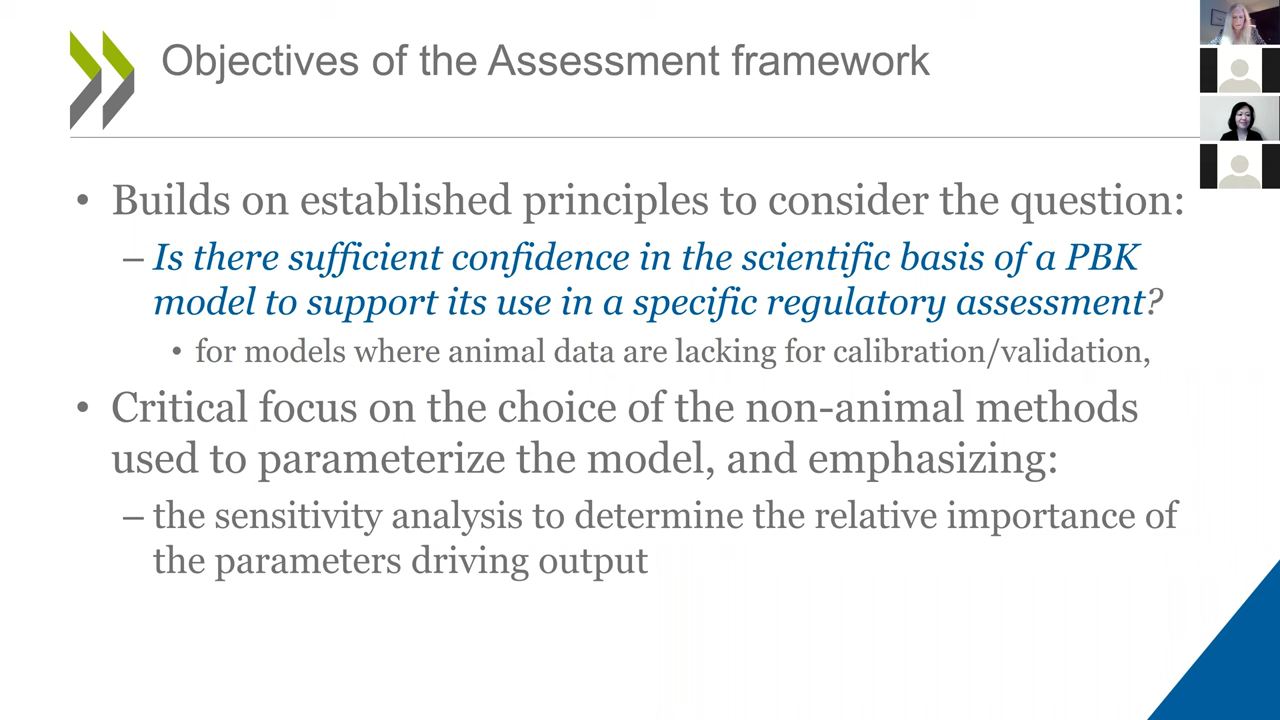 Objectives of the Assessment framework
• Builds on established principles to consider the question:
– Is there sufficient confidence in the scientific basis of a PBK
model to support its use in a specific regulatory assessment?
• for models where animal data are lacking for calibration/validation,
• Critical focus on the choice of the non-animal methods
used to parameterize the model, and emphasizing:
– the sensitivity analysis to determine the relative importance of
the parameters driving output